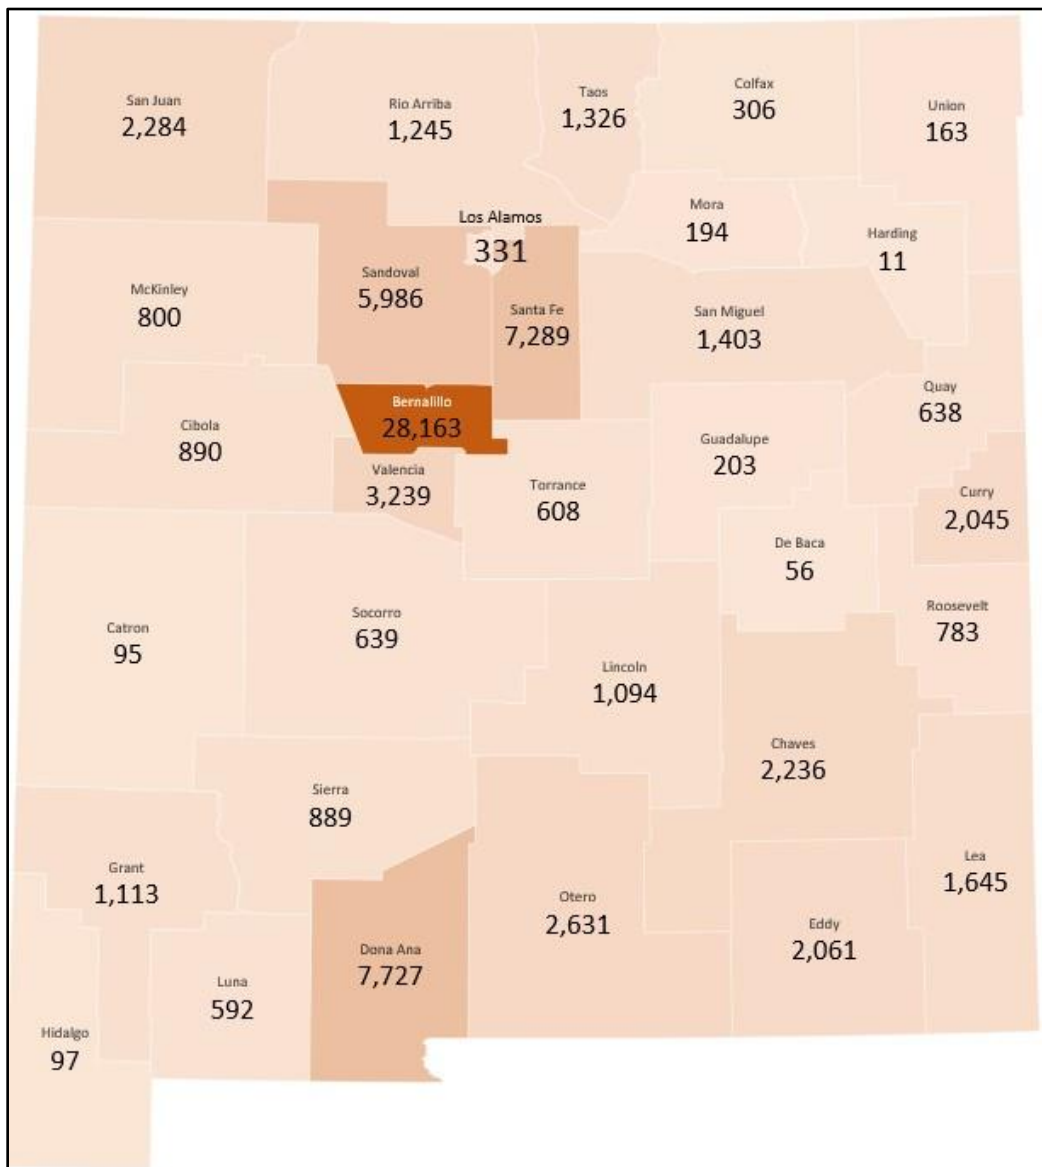 San Juan
2,284
Rio Arriba
1,245
Taos
1,326
Colfax
306
Union
163
Mora
194
Los Alamos
331
Harding
11
Sandoval
5,986
McKinley
800
Santa Fe
7,289
San Miguel
1,403
Quay
638
Bernalillo
28,163
Cibola
890
Guadalupe
203
Valencia
3,239
Torrance
608
Curry
2,045
De Baca
56
Roosevelt
783
Catron
95
Socorro
639
Lincoln
1,094
Chaves
2,236
Sierra
889
Grant
1,113
Lea
1,645
Otero
2,631
Eddy
2,061
Dona Ana
7,727
Luna
592
Hidalgo
97